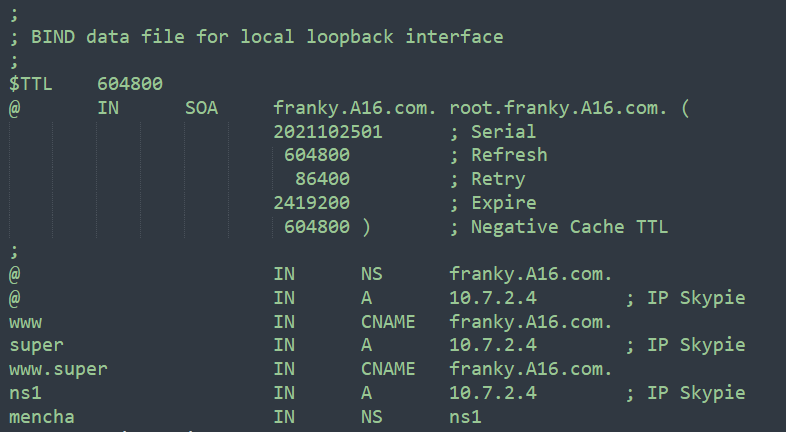 ;
; BIND data file for local loopback interface
;
$TTL    604800
@       IN      SOA     franky.A16.com. root.franky.A16.com. (
                        2021102501      ; Serial
                         604800         ; Refresh
                          86400         ; Retry
                        2419200         ; Expire
                         604800 )       ; Negative Cache TTL
;
@                       IN      NS      franky.A16.com.
@                       IN      A       10.7.2.4        ; IP Skypie
www                     IN      CNAME   franky.A16.com.
super                   IN      A       10.7.2.4        ; IP Skypie
www.super               IN      CNAME   franky.A16.com.
ns1                     IN      A       10.7.2.4        ; IP Skypie
mencha                  IN      NS      ns1